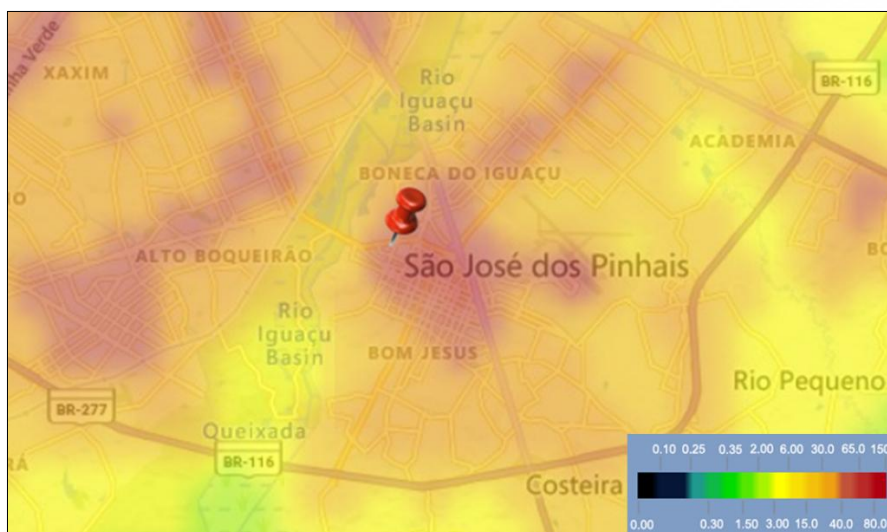 nha Verde
XAXIM
Rio
Iguaçu
Basin
BR-116
ACADEMIA
BONECA DO IGUAÇU
ALTO BOQUEIRÃO
São José dos Pinhais
Rio
Iguaçu
Basin
BOM JESUS
Rio Pequeno
BR-277
Queixada
BR-116
Costeira
0.10 0.25 0.35 2.00 6.00 30.0 65.0 150
0.00 0.30 1.50 3.00 15.0 40.0 80.0